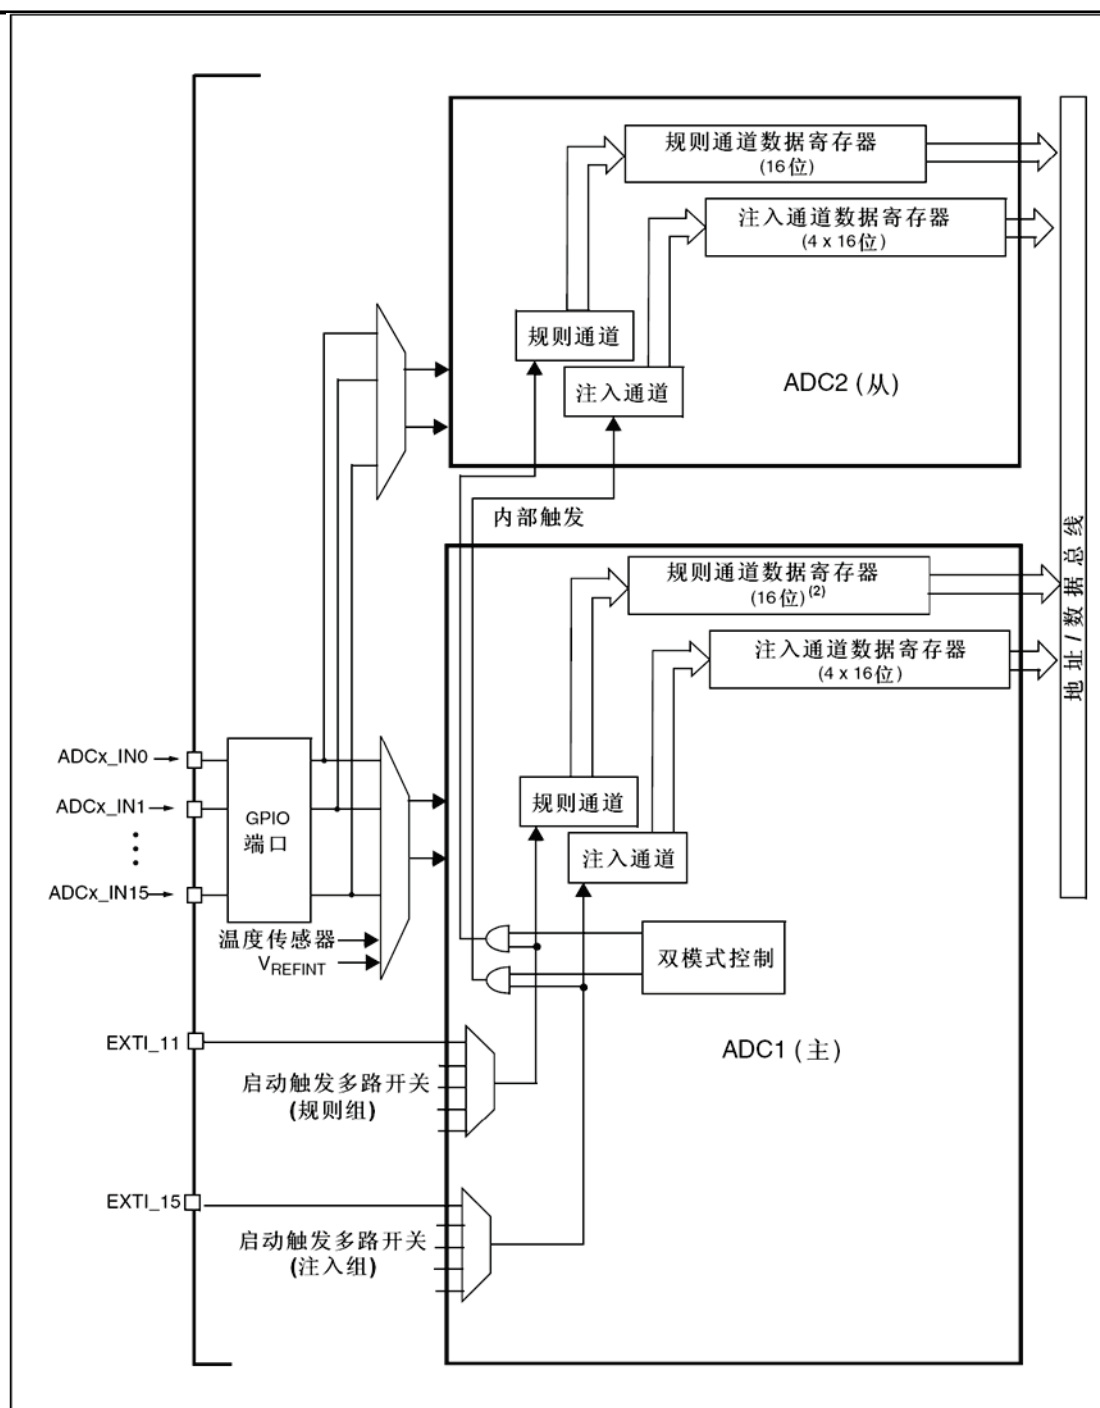 规则通道数据寄存器
(16位)
注入通道数据寄存器
(4 x 16位)
规则通道
注入通道
ADC2 (从)
内部触发
规则通道数据寄存器
(16位)(2)
注入通道数据寄存器
(4 x 16位)
地址/数据总线
ADCx_IN0
ADCx_IN1
ADCx_IN15
GPIO
端口
规则通道
注入通道
温度传感器
VREFINT
双模式控制
EXTI_11
ADC1 (主)
启动触发多路开关
(规则组)
EXTI_15
启动触发多路开关
(注入组)